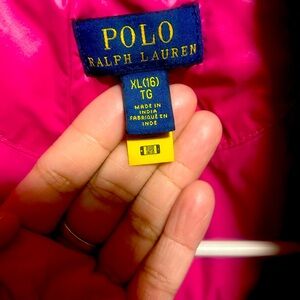 POLO
RALPH LAUREN
XL(16)
TG
MADE IN
INDIA
FABRIQUÉ EN
INDE